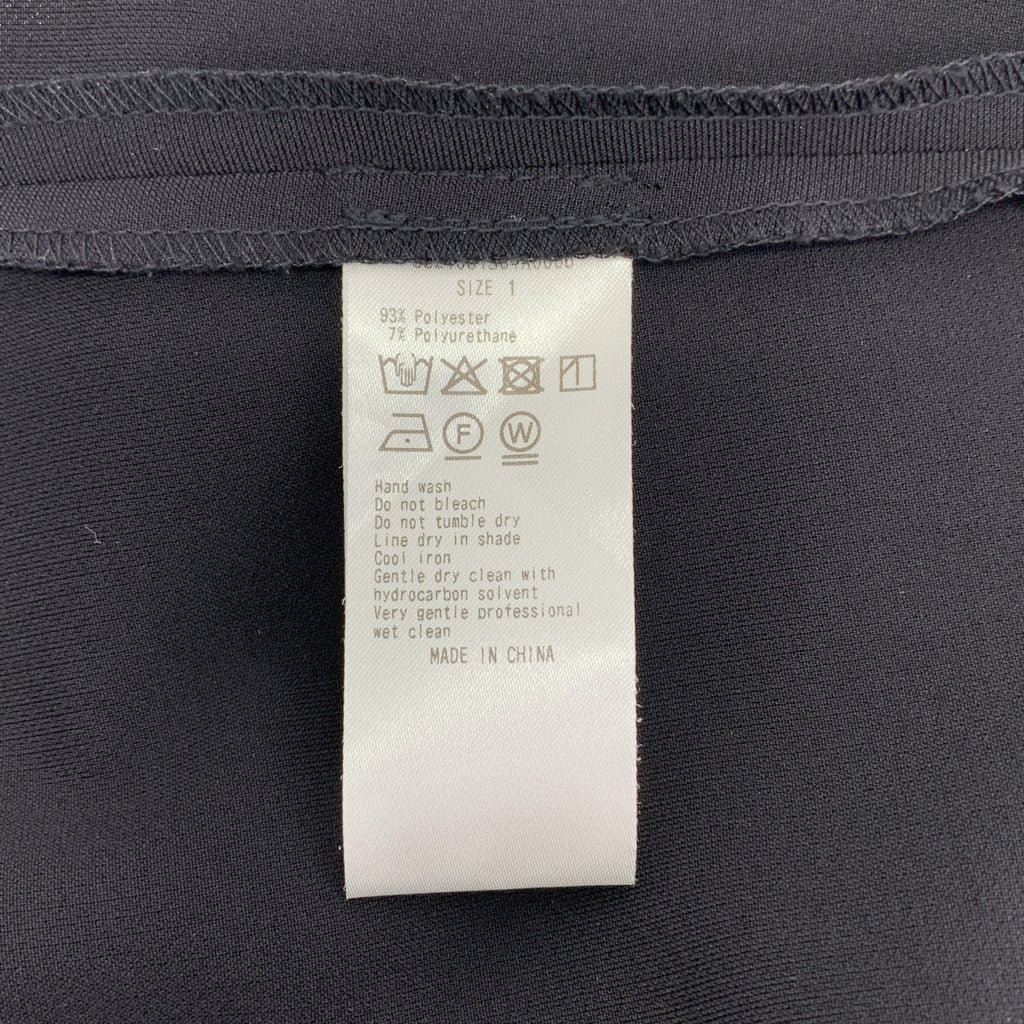 SIZE 1
93% Polyester
7% Polyurethane
F W
Hand wash
Do not bleach
Do not tumble dry
Line dry in shade
Cool iron
Gentle dry clean with
hydrocarbon solvent
Very gentle professional
wet clean
MADE IN CHINA